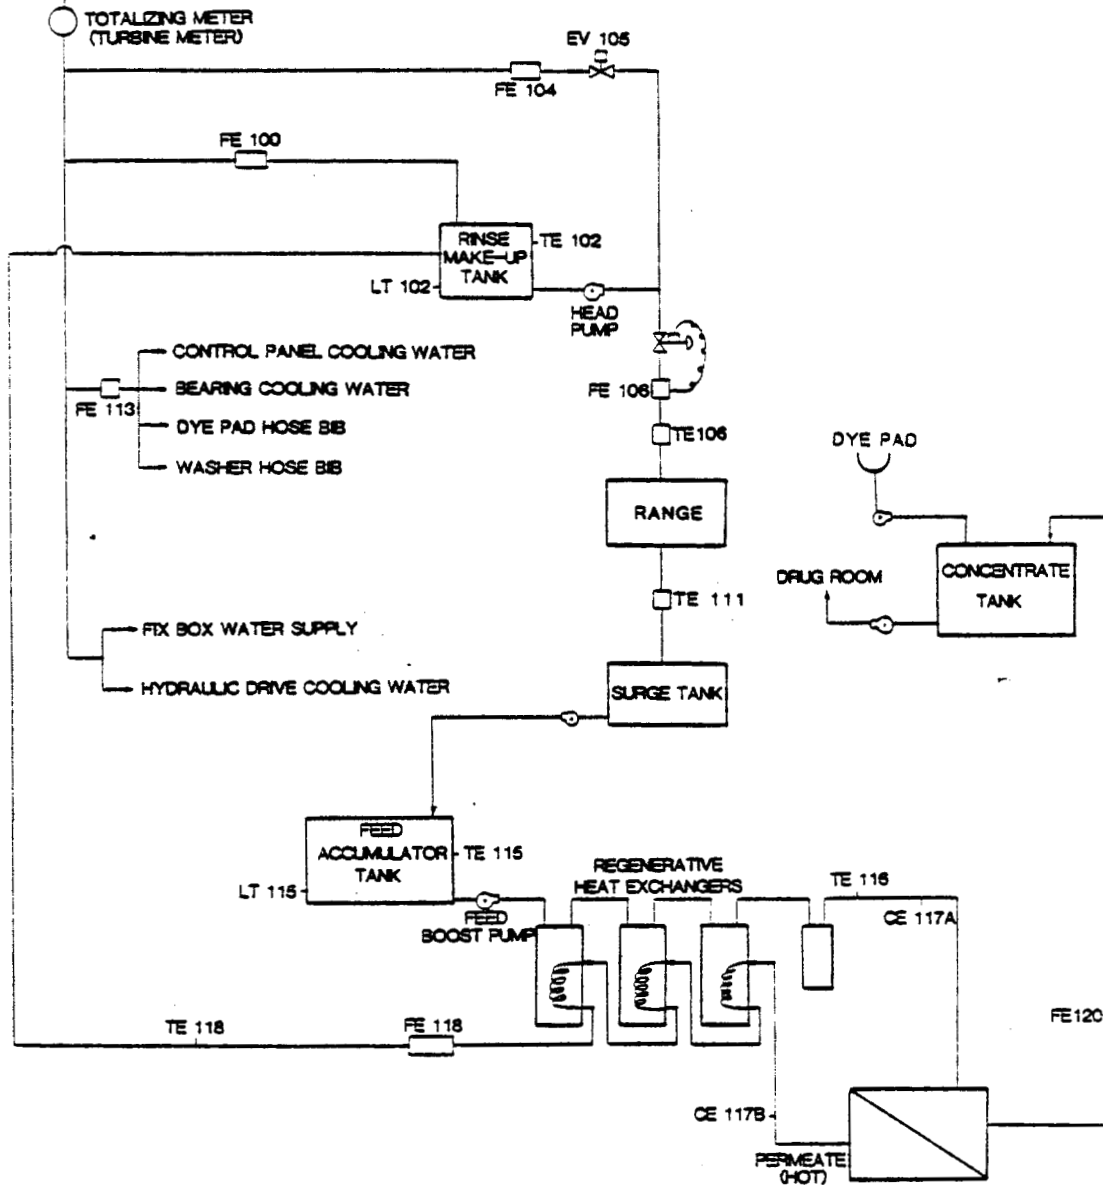 TOTALIZING METER
(TURBINE METER)
EV 105
FE 104
FE 100
RINSE
MAKE-UP
TANK
TE 102
LT 102
HEAD
PUMP
CONTROL PANEL COOLING WATER
BEARING COOLING WATER
FE 113
DYE PAD HOSE BIB
WASHER HOSE BIB
FE 106
TE106
DYE PAD
RANGE
CONCENTRATE
TANK
DRUG ROOM
TE 111
FIX BOX WATER SUPPLY
HYDRAULIC DRIVE COOLING WATER
SURGE TANK
FEED
ACCUMULATOR
TANK
TE 115
LT 115
REGENERATIVE
HEAT EXCHANGERS
TE 116
CE 117A
FEED
BOOST PUMP
TE 118
FE 118
FE120
CE 117B
PERMEATE
(HOT)